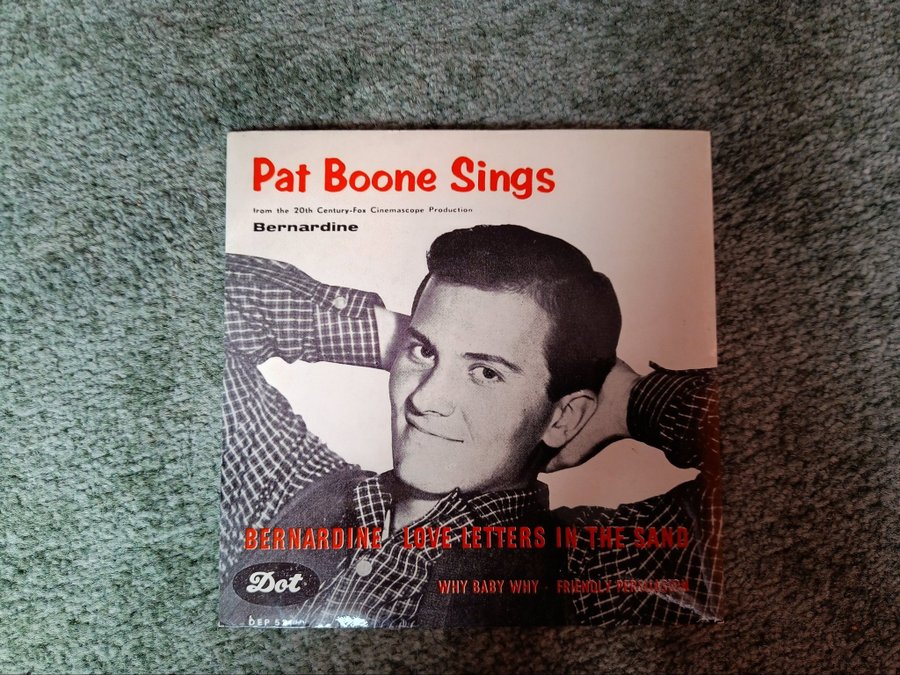 Pat Boone Sings
from the 20th Century-Fox Cinemascope Production
Bernardine
BERNARDINE LOVE LETTERS IN THE SAND
WHY BABY WHY - FRIENDLY PERSUASION
Dot
DEP